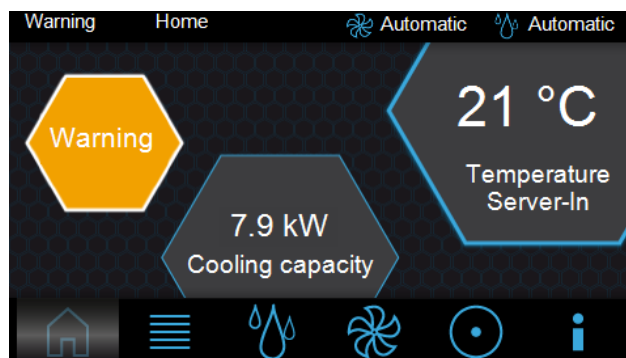 Warning Home Automatic Automatic
Warning
21 °C
Temperature
Server-In
7.9 kW
Cooling capacity